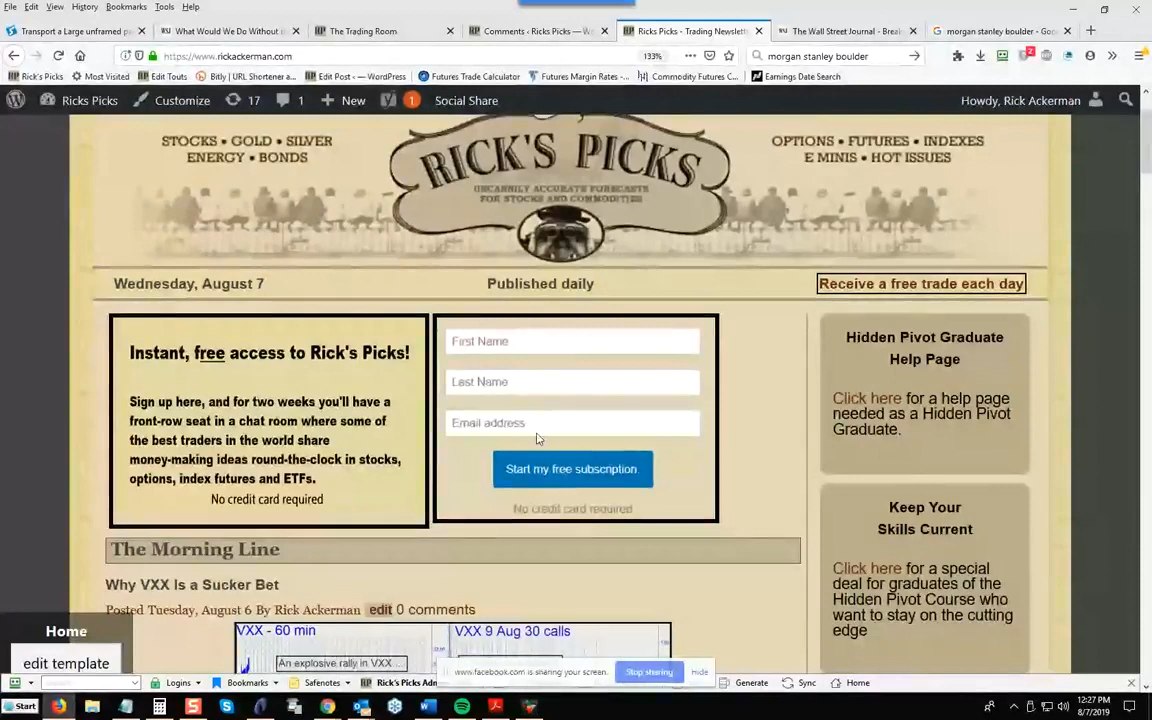 File Edit View History Bookmarks Tools Help
Transport a Large unframed pa
What Would We Do Without th
The Trading Room
Comments ‹ Ricks Picks — W
Ricks Picks - Trading Newslett
The Wall Street Journal - Break
morgan stanley boulder - Goo
https://www.rickackerman.com
133%
morgan stanley boulder
Rick's Picks
Most Visited
Edit Touts
Bitly | URL Shortener a...
Edit Post - — WordPress
Futures Trade Calculator
Futures Margin Rates -...
Commodity Futures C...
Earnings Date Search
Ricks Picks
Customize
17
1
New
1
Social Share
Howdy, Rick Ackerman
STOCKS • GOLD • SILVER
ENERGY • BONDS
RICK'S PICKS
UNCANNILY ACCURATE FORECASTS
FOR STOCKS AND COMMODITIES
OPTIONS • FUTURES • INDEXES
E MINIS • HOT ISSUES
Wednesday, August 7
Published daily
Receive a free trade each day
Instant, free access to Rick's Picks!
Sign up here, and for two weeks you'll have a
front-row seat in a chat room where some of
the best traders in the world share
money-making ideas round-the-clock in stocks,
options, index futures and ETFs.
No credit card required
First Name
Last Name
Email address
Start my free subscription
No credit card required
Hidden Pivot Graduate
Help Page
Click here for a help page
needed as a Hidden Pivot
Graduate.
Keep Your
Skills Current
Click here for a special
deal for graduates of the
Hidden Pivot Course who
want to stay on the cutting
edge
The Morning Line
Why VXX Is a Sucker Bet
Posted Tuesday, August 6 By Rick Ackerman edit 0 comments
VXX - 60 min
VXX 9 Aug 30 calls
An explosive rally in VXX
Home
edit template
www.facebook.com is sharing your screen.
Stop sharing
Hide
Logins
Bookmarks
Safenotes
Rick's Picks Adm
Generate
Sync
Home
Start
12:27 PM
8/7/2019